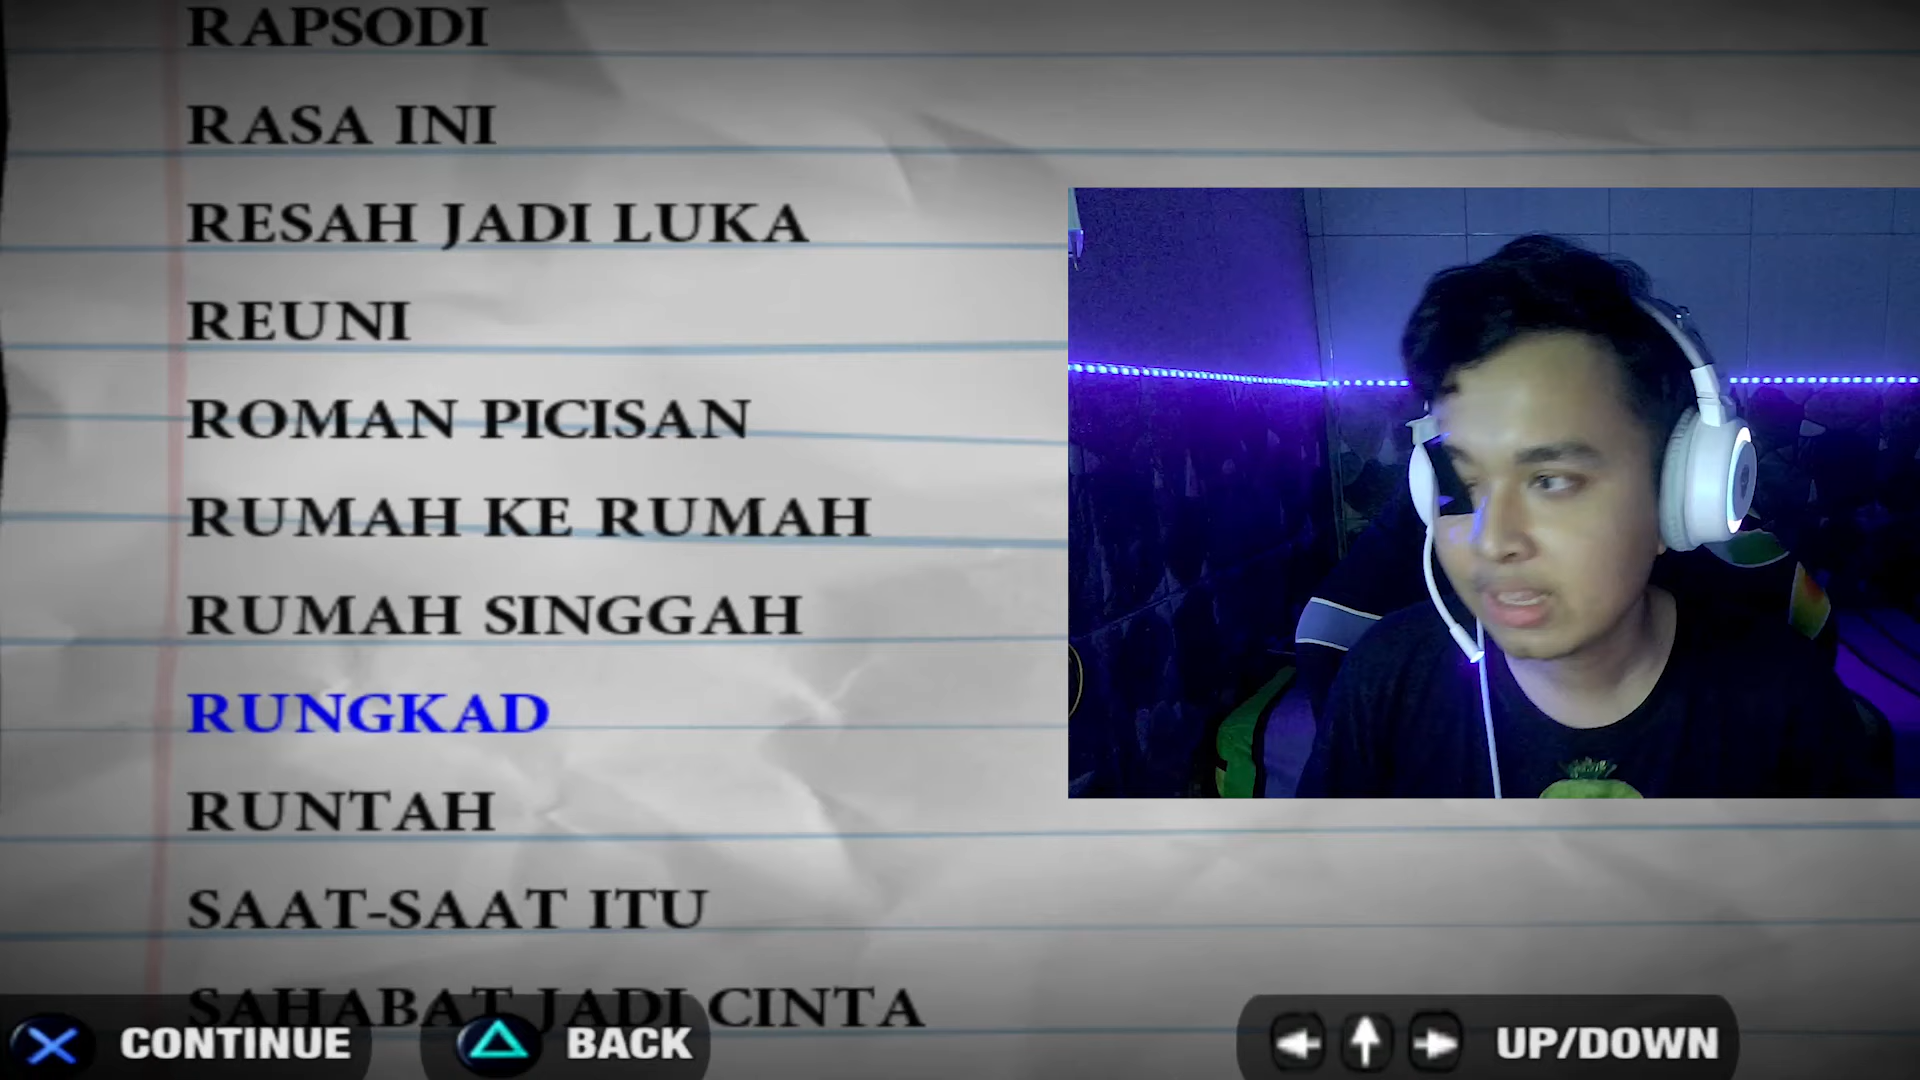 RAPSODI
RASA INI
RESAH JADI LUKA
REUNI
ROMAN PICISAN
RUMAH KE RUMAH
RUMAH SINGGAH
RUNGKAD
RUNTAH
SAAT-SAAT ITU
SAHABAT JADI CINTA
CONTINUE BACK UP/DOWN